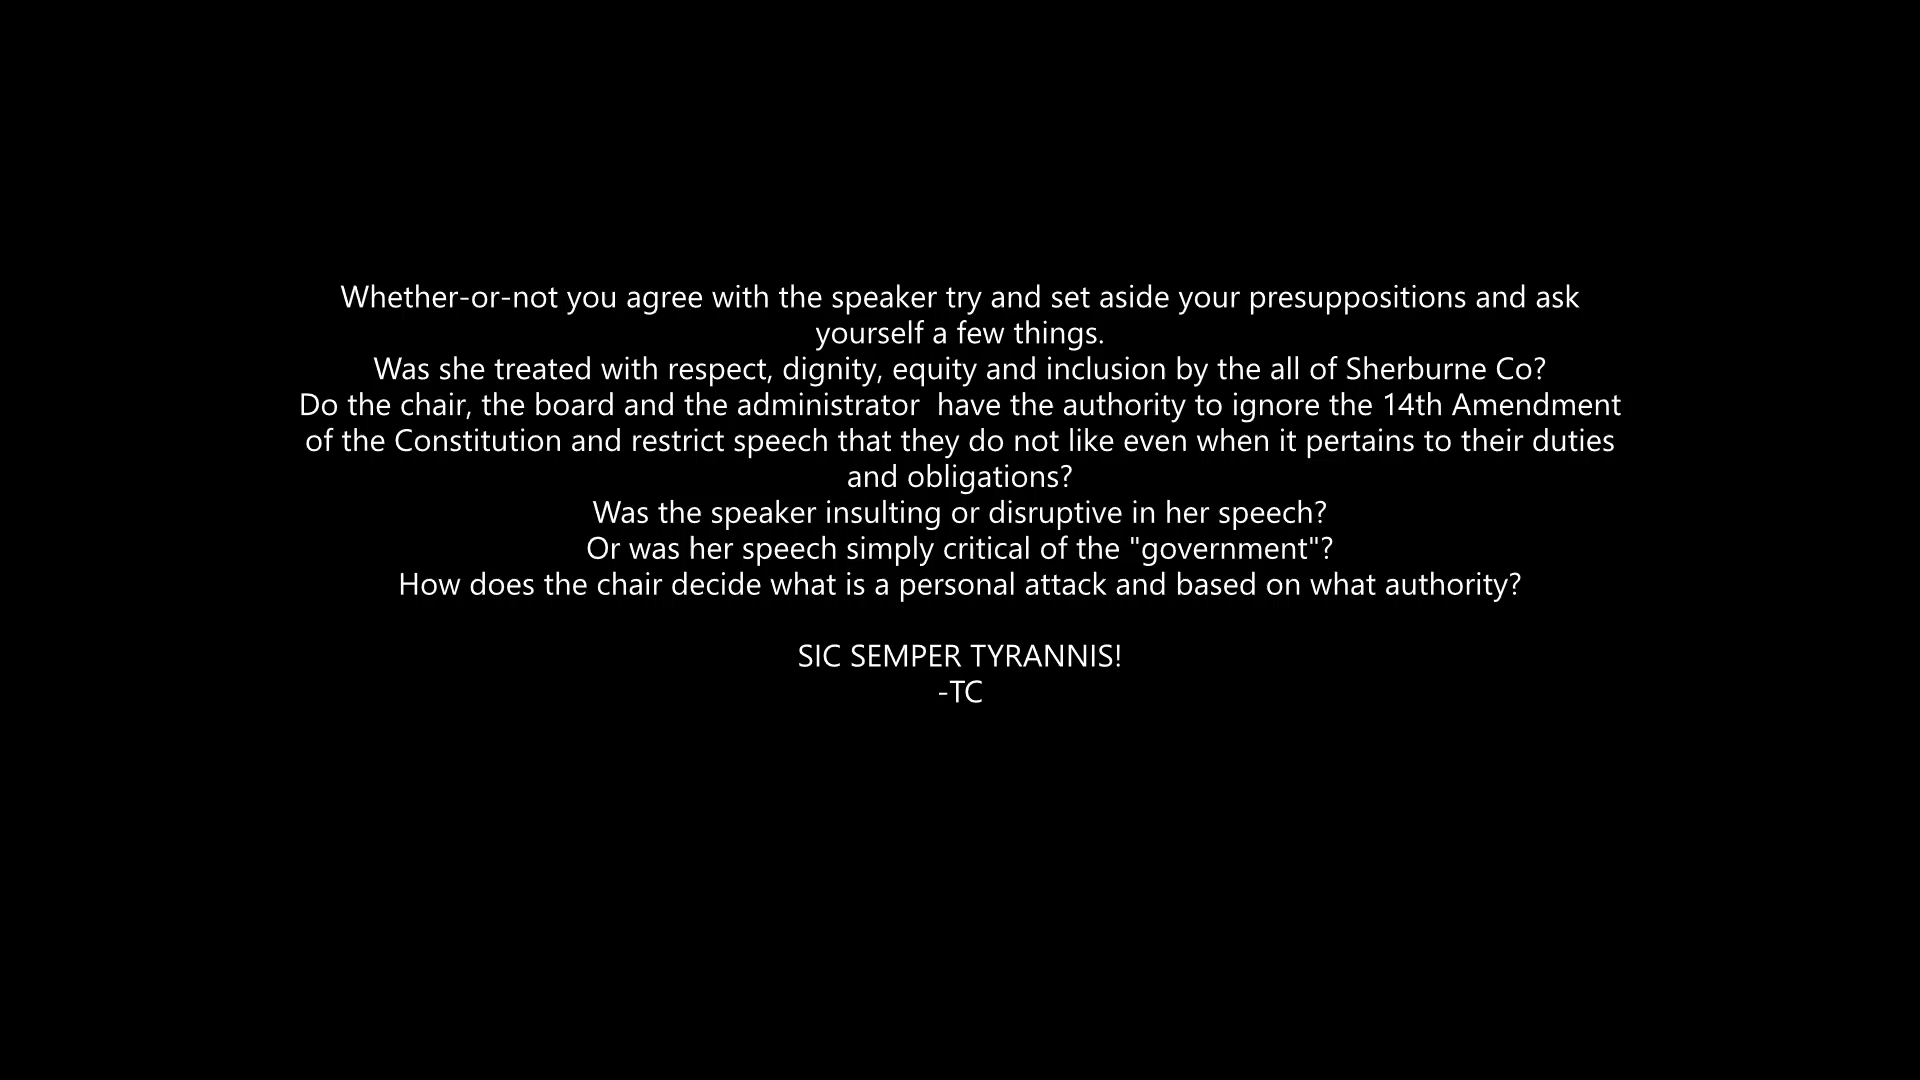 Whether-or-not you agree with the speaker try and set aside your presuppositions and ask
yourself a few things.
Was she treated with respect, dignity, equity and inclusion by the all of Sherburne Co?
Do the chair, the board and the administrator  have the authority to ignore the 14th Amendment
of the Constitution and restrict speech that they do not like even when it pertains to their duties
and obligations?
Was the speaker insulting or disruptive in her speech?
Or was her speech simply critical of the "government"?
How does the chair decide what is a personal attack and based on what authority?
SIC SEMPER TYRANNIS!
-TC